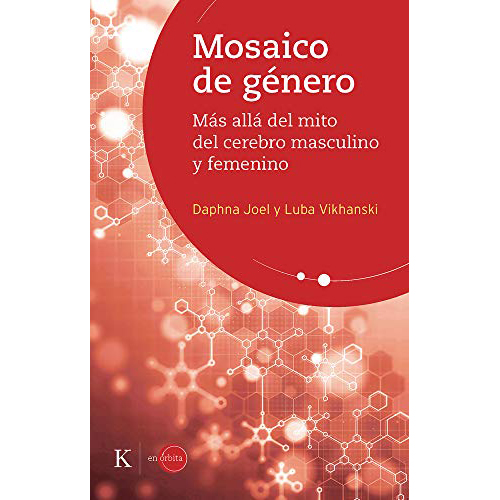 Mosaico
de género
Más allá del mito
del cerebro masculino
y femenino
Daphna Joel y Luba Vikhanski
K
en órbita